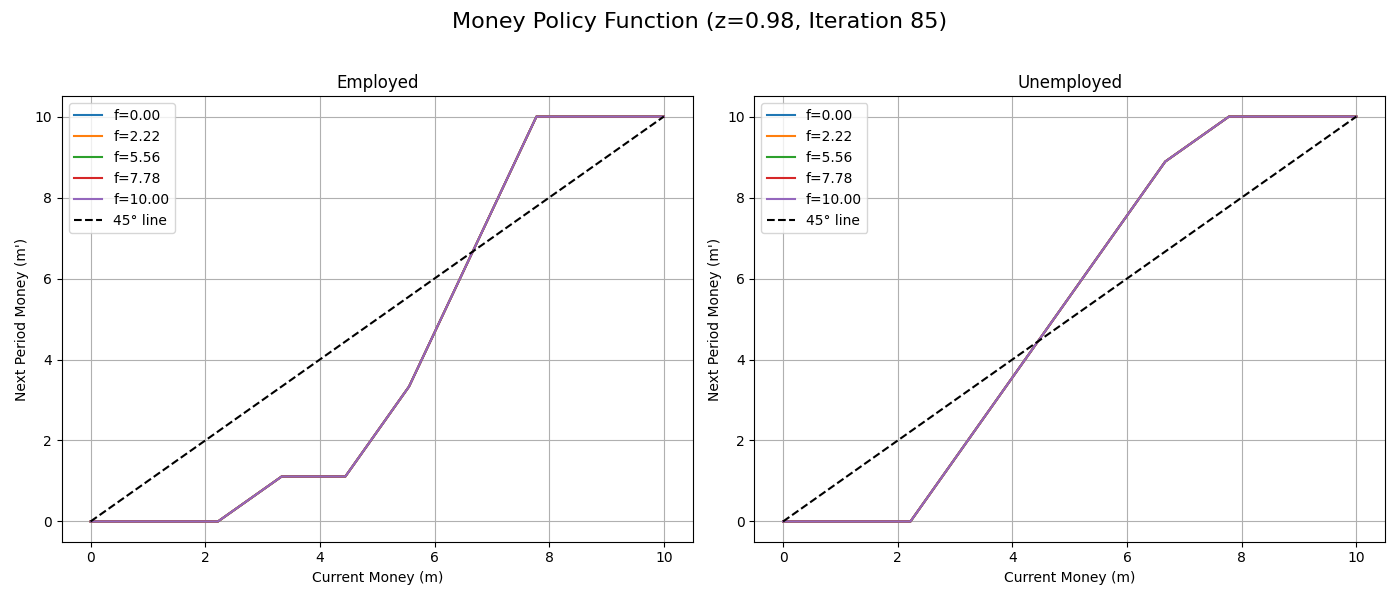 Money Policy Function (z=0.98, Iteration 85)
Employed
f=0.00
f=2.22
f=5.56
f=7.78
f=10.00
45° line
10
8
6
4
2
0
Next Period Money (m')
0 2 4 6 8 10
Current Money (m)
Unemployed
f=0.00
f=2.22
f=5.56
f=7.78
f=10.00
45° line
10
8
6
4
2
0
Next Period Money (m')
0 2 4 6 8 10
Current Money (m)